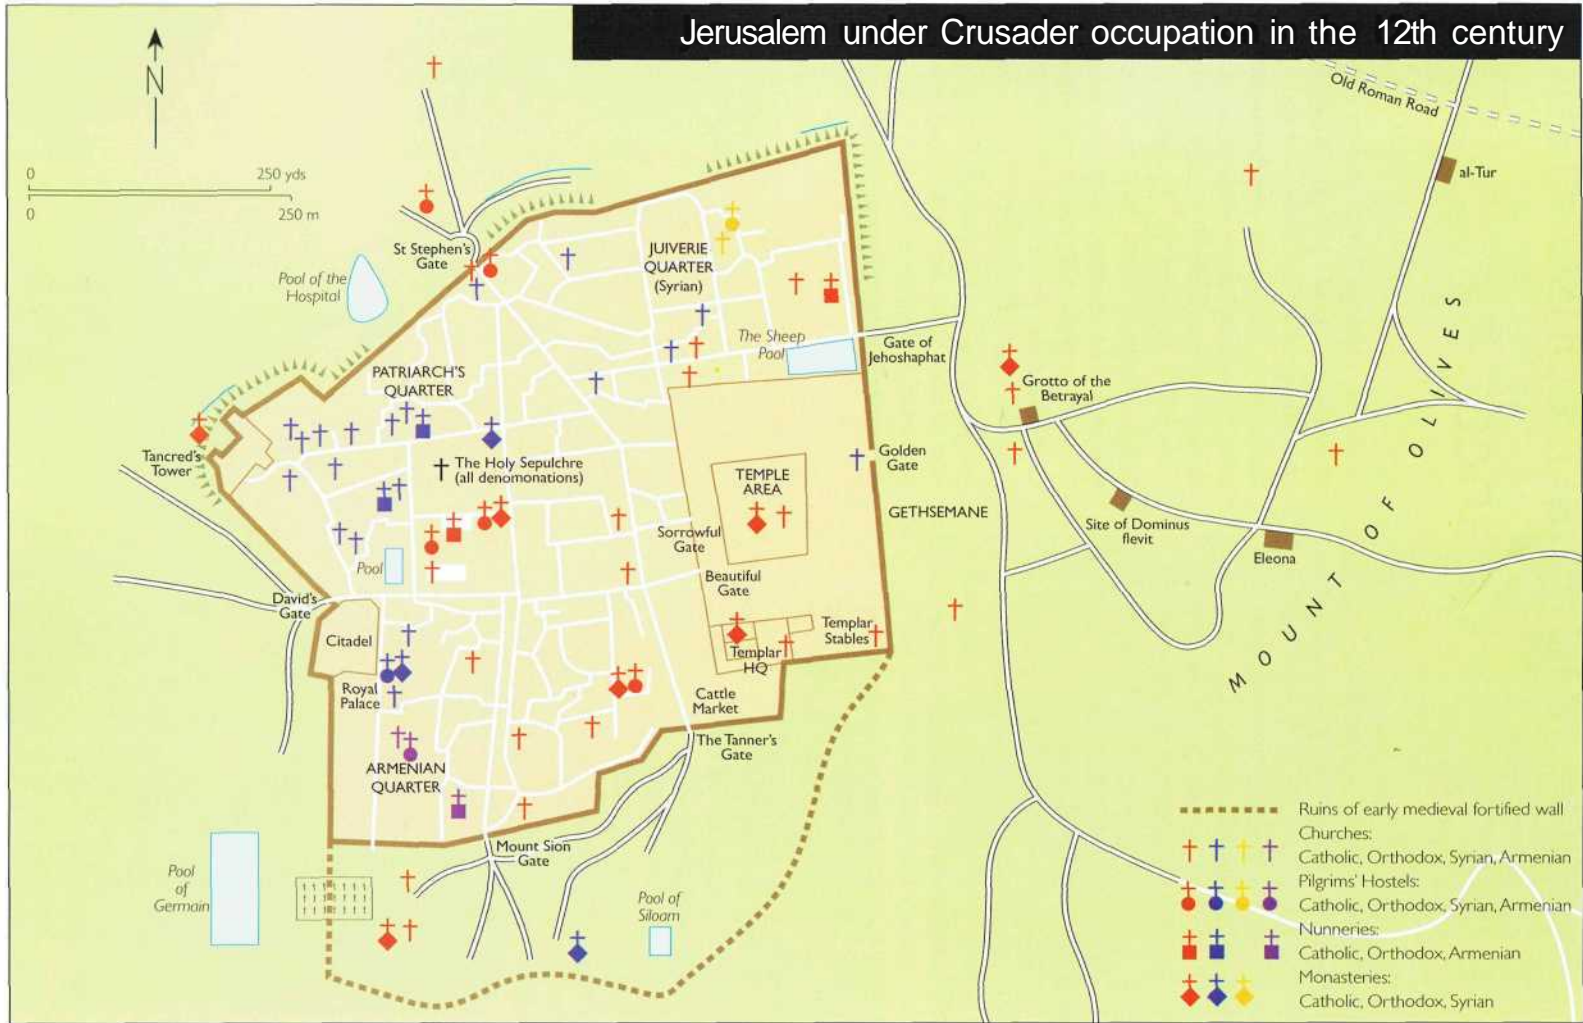 Jerusalem under Crusader occupation in the 12th century
N
0
250 yds
0
250 m
Old Roman Road
al-Tur
St Stephen's
Gate
Pool of the
Hospital
JUIVERIE
QUARTER
(Syrian)
The Sheep
Pool
Gate of
Jehoshaphat
PATRIARCH'S
QUARTER
Grotto of the
Betrayal
Tancred's
Tower
The Holy Sepulchre
(all denomonations)
Golden
Gate
TEMPLE
AREA
GETHSEMANE
Sorrowful
Gate
Site of Dominus
flevit
Eleona
MOUNT OF OLIVES
Pool
Beautiful
Gate
David's
Gate
Citadel
Templar
Stables
Templar
HQ
Royal
Palace
Cattle
Market
The Tanner's
Gate
ARMENIAN
QUARTER
Mount Sion
Gate
Pool
of
Germain
Pool of
Siloam
Ruins of early medieval fortified wall
Churches:
Catholic, Orthodox, Syrian, Armenian
Pilgrims' Hostels:
Catholic, Orthodox, Syrian, Armenian
Nunneries:
Catholic, Orthodox, Armenian
Monasteries:
Catholic, Orthodox, Syrian